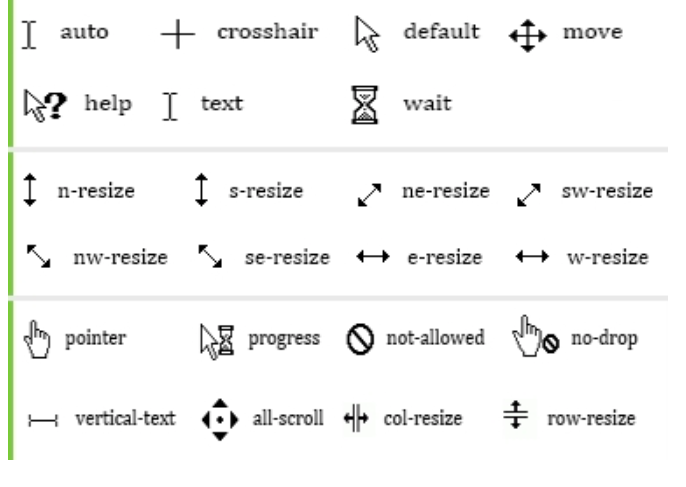 auto crosshair default move
help text wait
n-resize s-resize ne-resize sw-resize
nw-resize se-resize e-resize w-resize
pointer progress not-allowed no-drop
vertical-text all-scroll col-resize row-resize